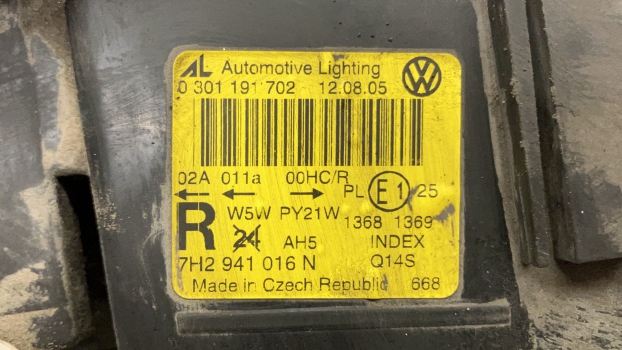 AL Automotive Lighting VW
0 301 191 702 12.08.05
02A 011a 00HC/R
← ← → PL E1 25
R W5W PY21W 1368 1369
24 AH5 INDEX
7H2 941 016 N Q14S
Made in Czech Republic 668